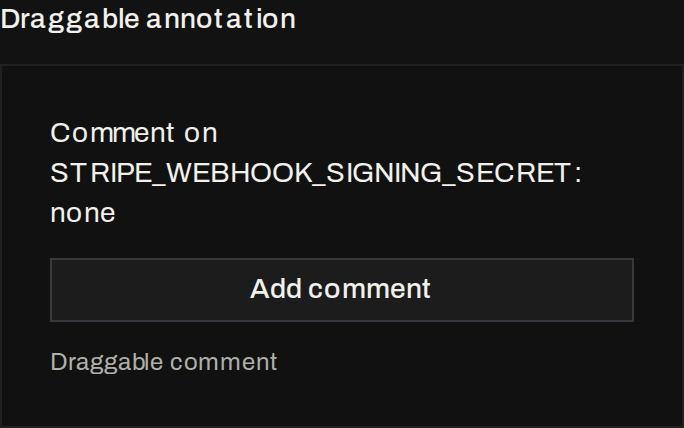 Draggable annotation
Comment on
STRIPE_WEBHOOK_SIGNING_SECRET:
none
Add comment
Draggable comment